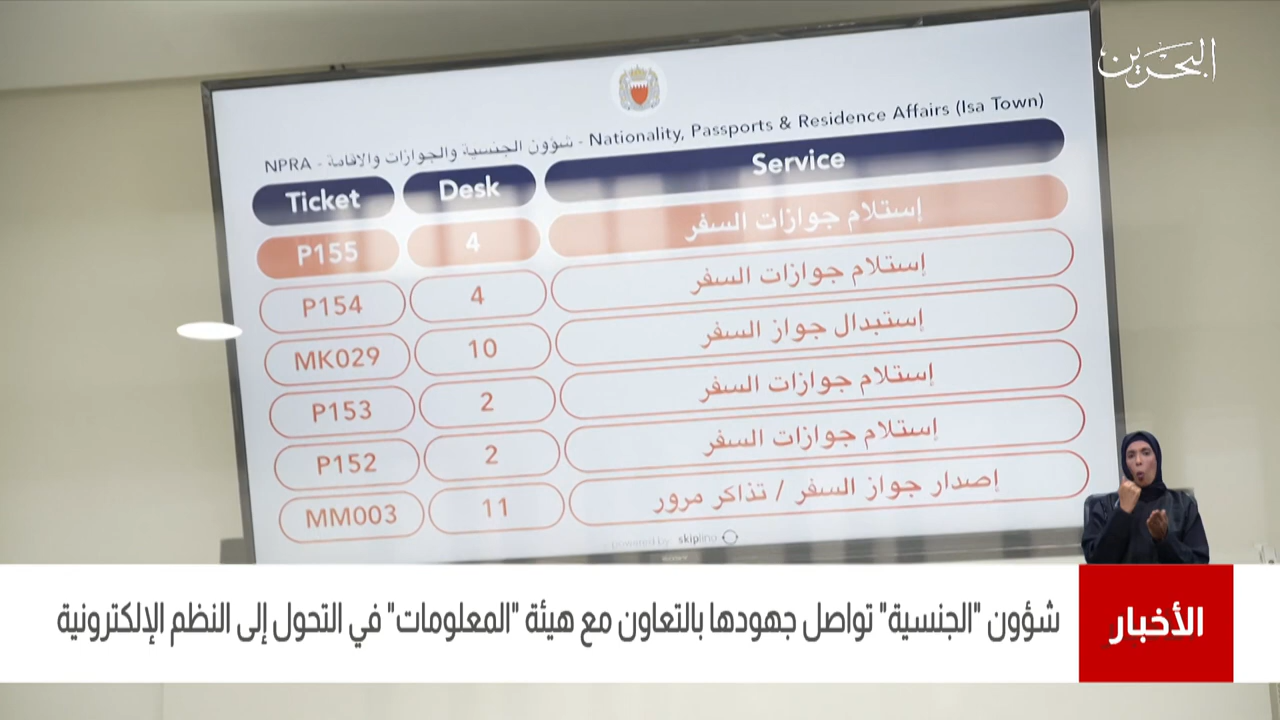 البحرين
NPRA - شؤون الجنسية والجوازات والإقامة - Nationality, Passports & Residence Affairs (Isa Town)
Ticket Desk Service
P155 4 إستلام جوازات السفر
P154 4 إستلام جوازات السفر
MK029 10 إستبدال جواز السفر
P153 2 إستلام جوازات السفر
P152 2 إستلام جوازات السفر
MM003 11 إصدار جواز السفر / تذاكر مرور
Powered by skiplino
الأخبار
شؤون "الجنسية" تواصل جهودها بالتعاون مع هيئة "المعلومات" في التحول إلى النظم الإلكترونية